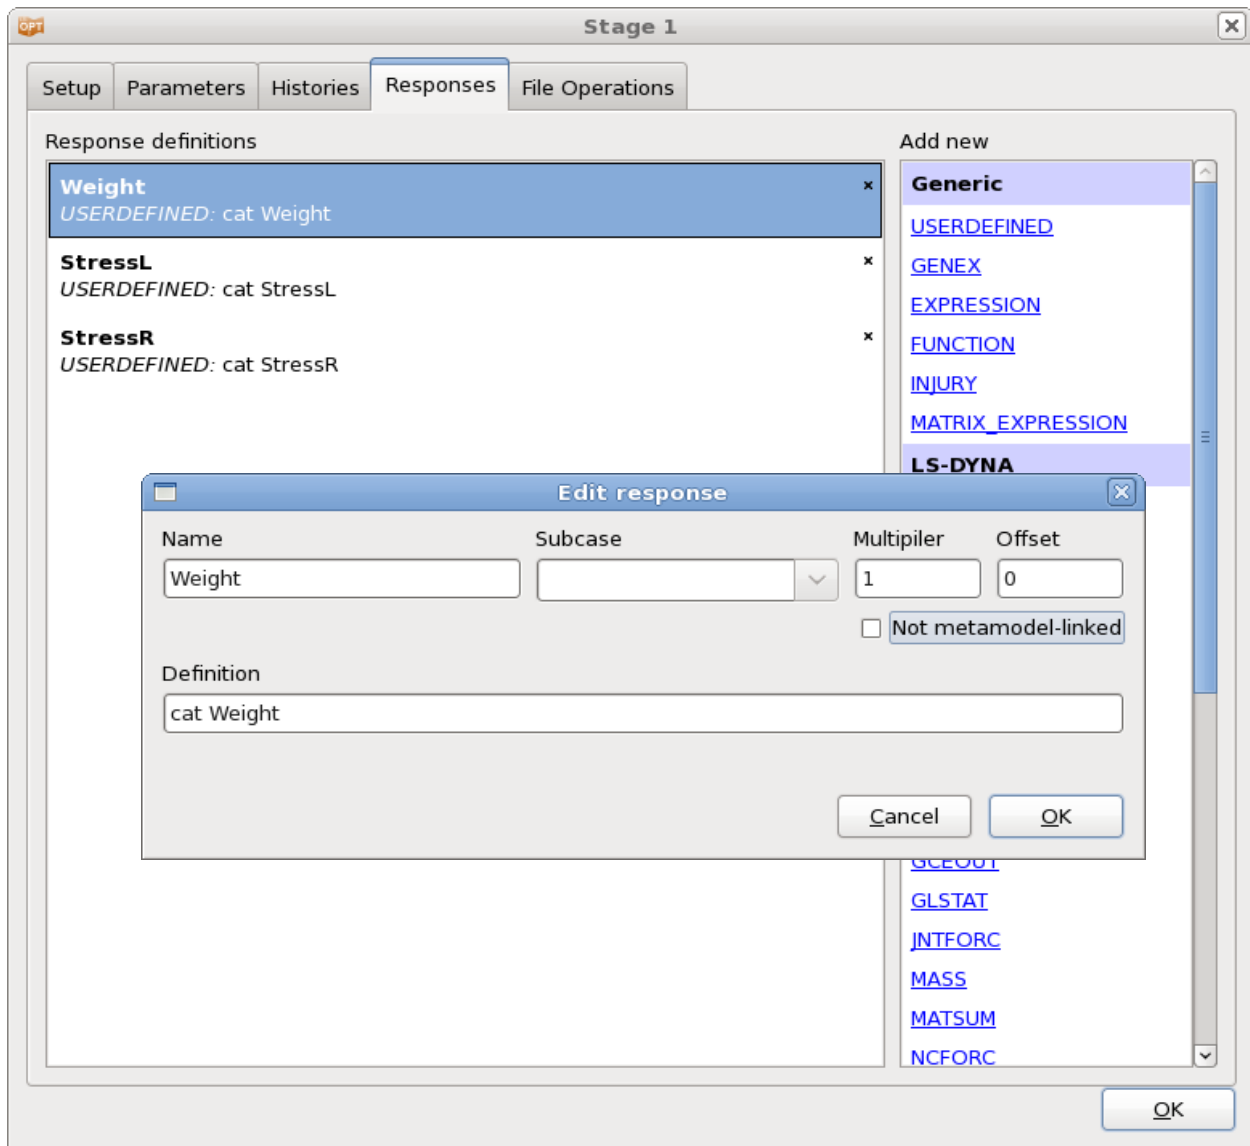 OPT
Stage 1
Setup Parameters Histories Responses File Operations
Response definitions
Add new
Weight
USERDEFINED: cat Weight
StressL
USERDEFINED: cat StressL
StressR
USERDEFINED: cat StressR
Generic
USERDEFINED
GENEX
EXPRESSION
FUNCTION
INJURY
MATRIX_EXPRESSION
LS-DYNA
Edit response
Name Subcase Multipiler Offset
Weight 1 0
Not metamodel-linked
Definition
cat Weight
Cancel OK
GCEOUT
GLSTAT
JNTFORC
MASS
MATSUM
NCFORC
OK